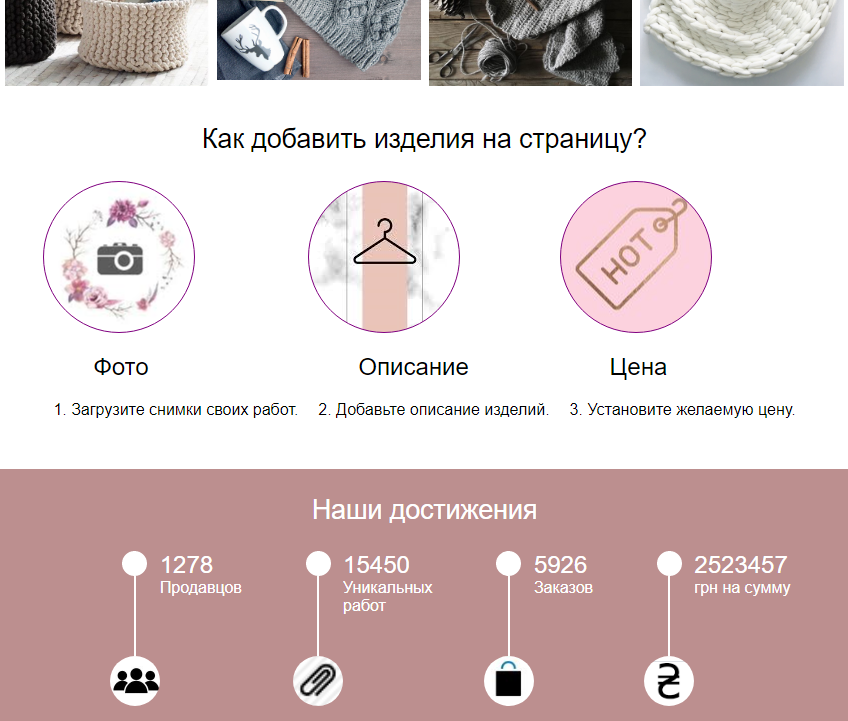 Как добавить изделия на страницу?
HOT
Фото
Описание
Цена
1. Загрузите снимки своих работ.
2. Добавьте описание изделий.
3. Установите желаемую цену.
Наши достижения
1278
Продавцов
15450
Уникальных
работ
5926
Заказов
2523457
грн на сумму
₴